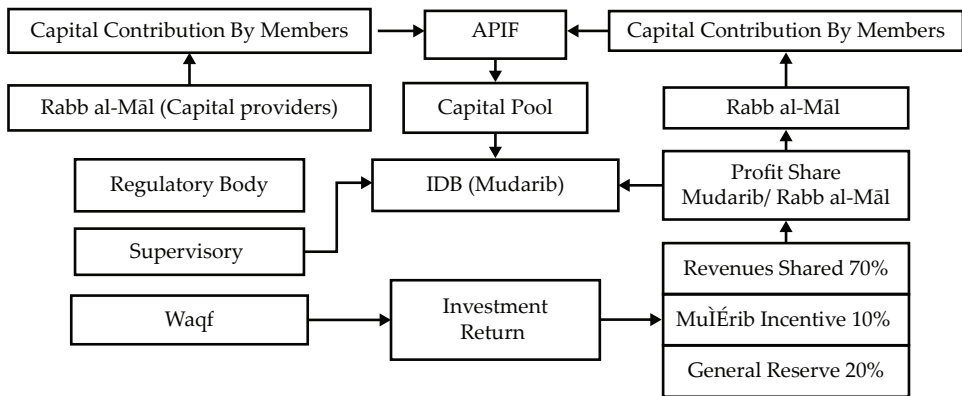 Capital Contribution By Members
APIF
Capital Contribution By Members
Rabb al-Māl (Capital providers)
Capital Pool
Rabb al-Māl
Regulatory Body
IDB (Mudarib)
Profit Share
Mudarib/ Rabb al-Māl
Supervisory
Revenues Shared 70%
Waqf
Investment
Return
MuÌÉrib Incentive 10%
General Reserve 20%